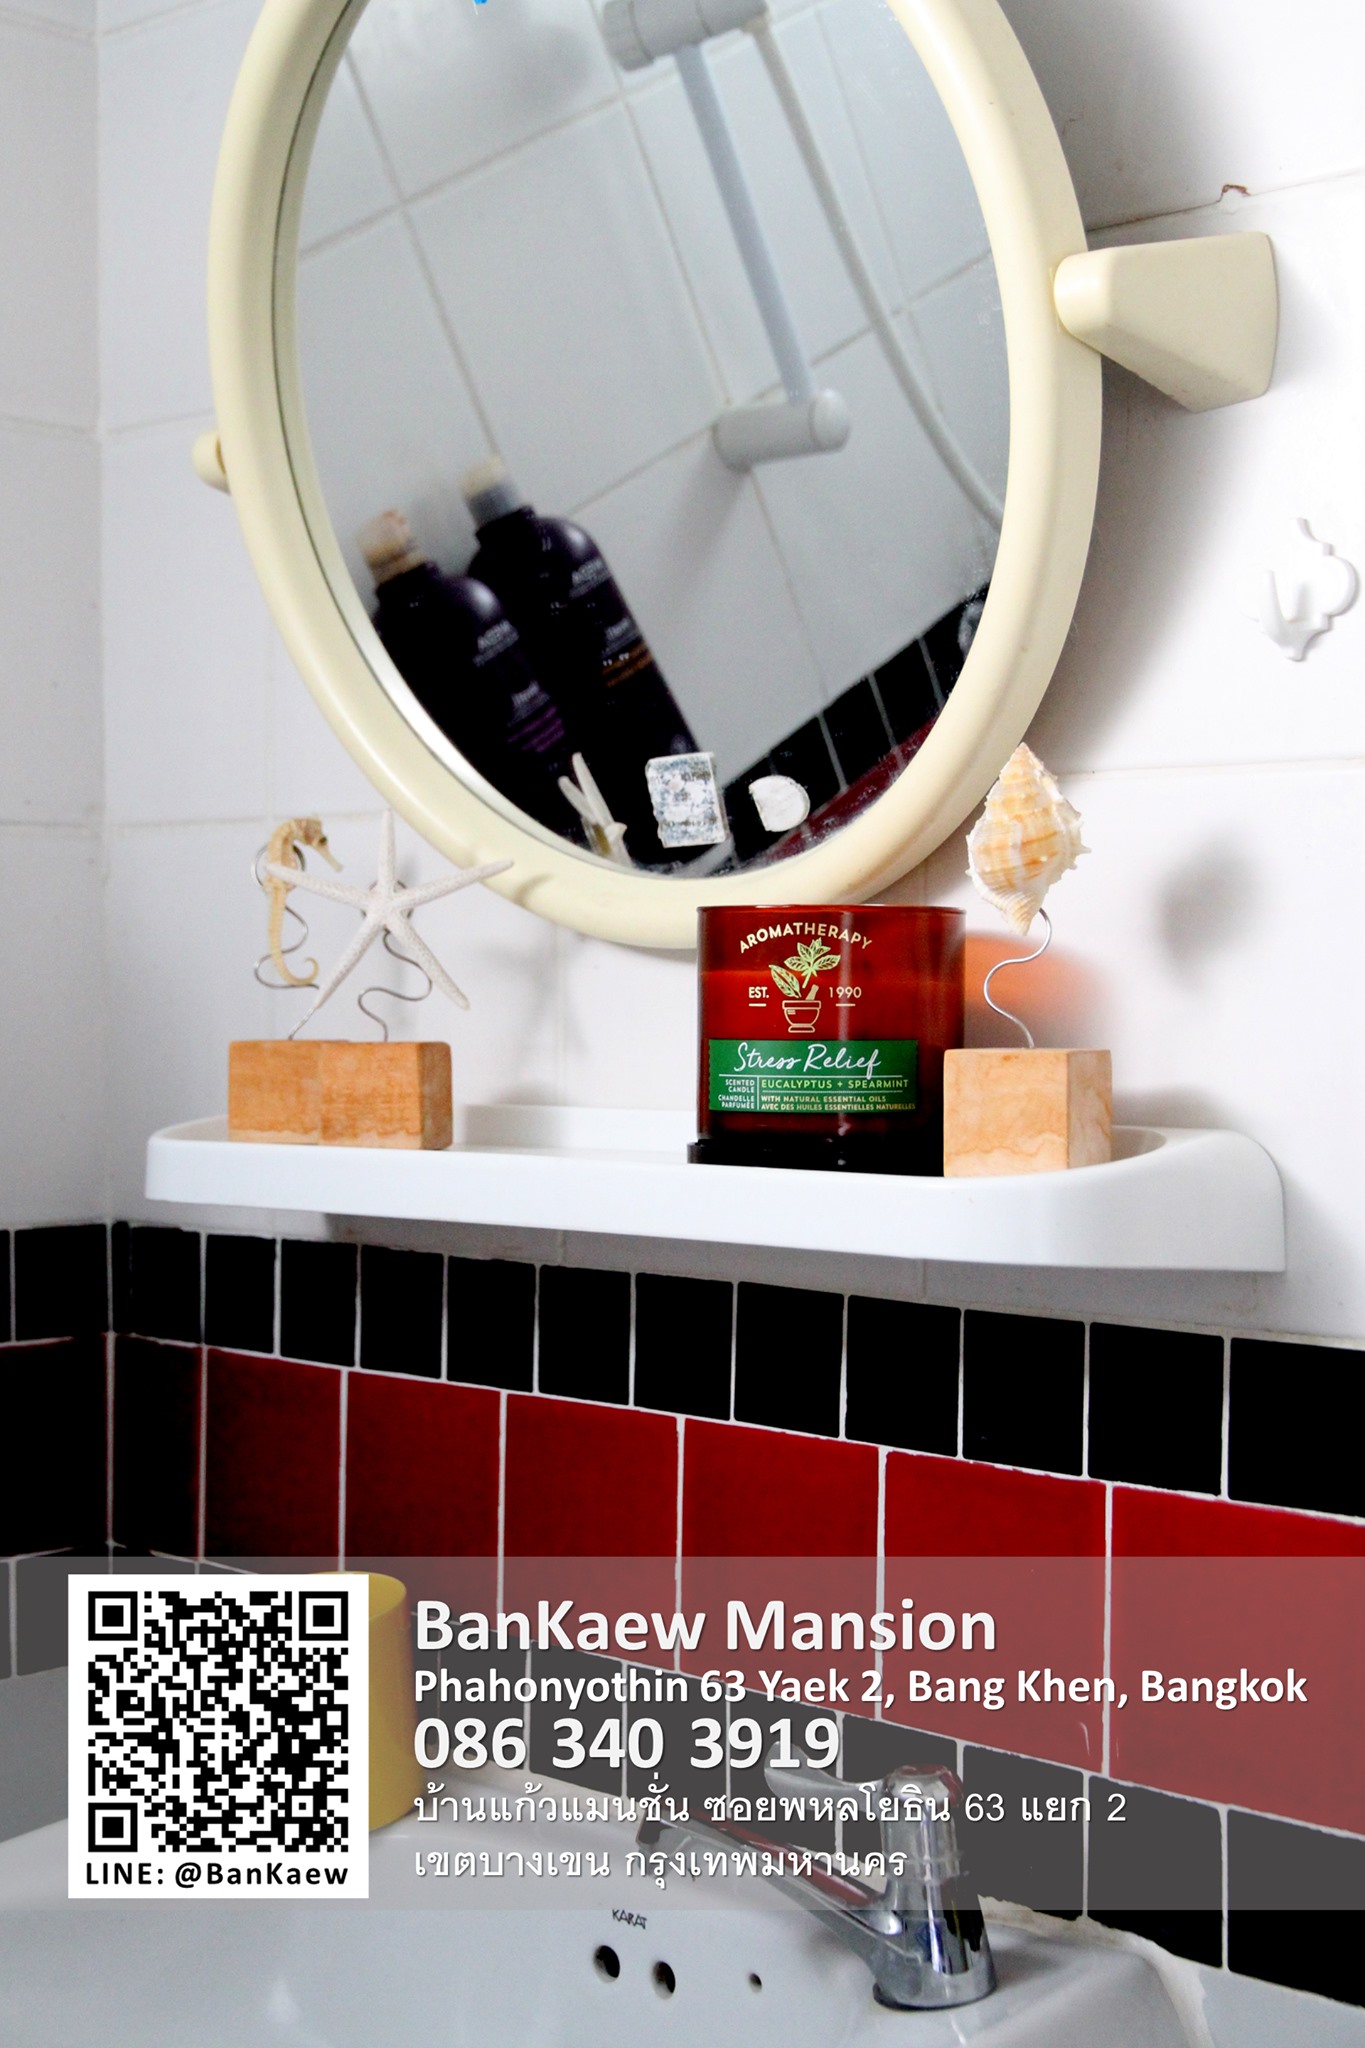 AROMATHERAPY
EST. 1990
Stress Relief
SCENTED CANDLE
EUCALYPTUS + SPEARMINT
CHANDELLE PARFUMÉE
WITH NATURAL ESSENTIAL OILS
AVEC DES HUILES ESSENTIELLES NATURELLES
BanKaew Mansion
Phahonyothin 63 Yaek 2, Bang Khen, Bangkok
086 340 3919
บ้านแก้วแมนชั่น ซอยพหลโยธิน 63 แยก 2
เขตบางเขน กรุงเทพมหานคร
LINE: @BanKaew
KARAT